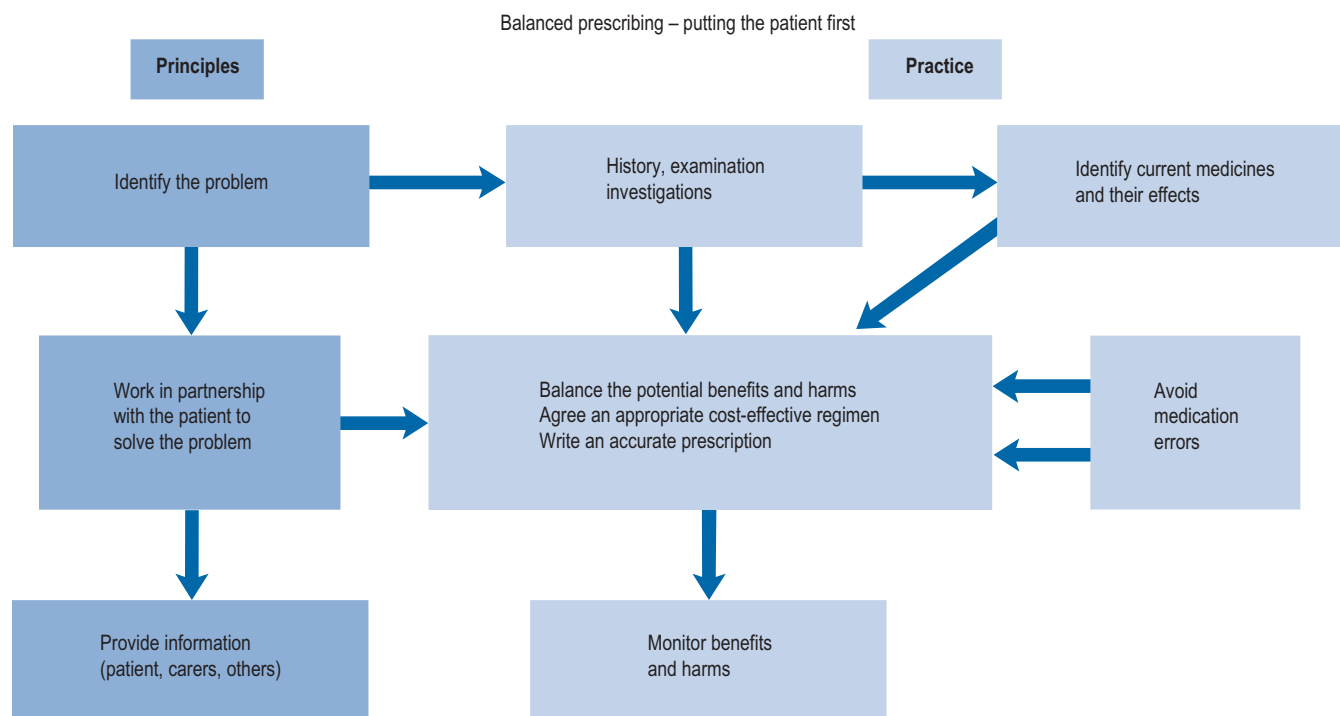 Balanced prescribing – putting the patient first
Principles
Practice
Identify the problem
History, examination
investigations
Identify current medicines
and their effects
Work in partnership
with the patient to
solve the problem
Balance the potential benefits and harms
Agree an appropriate cost-effective regimen
Write an accurate prescription
Avoid
medication
errors
Provide information
(patient, carers, others)
Monitor benefits
and harms